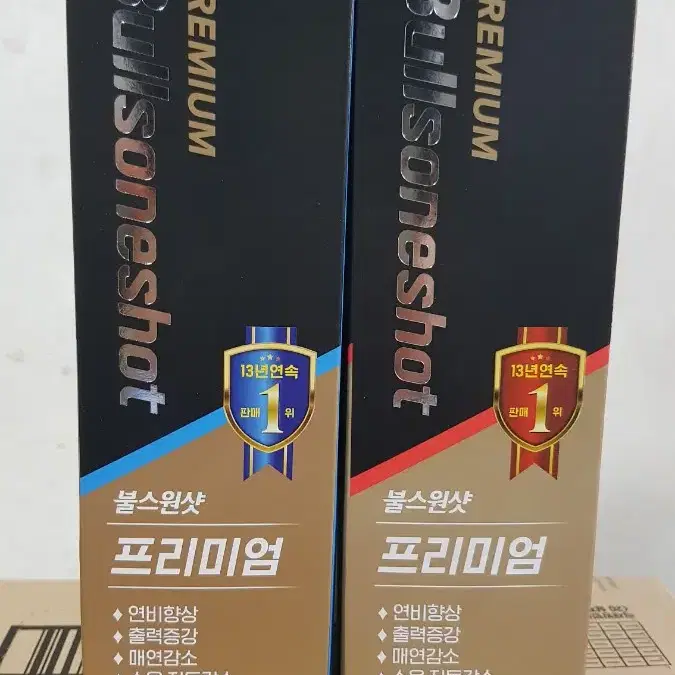 PREMIUM
Bullsoneshot
13년연속
판매 1 위
불스원샷
프리미엄
♦ 연비향상
♦ 출력증강
♦ 매연감소
PREMIUM
Bullsoneshot
13년연속
판매 1 위
불스원샷
프리미엄
♦ 연비향상
♦ 출력증강
♦ 매연감소